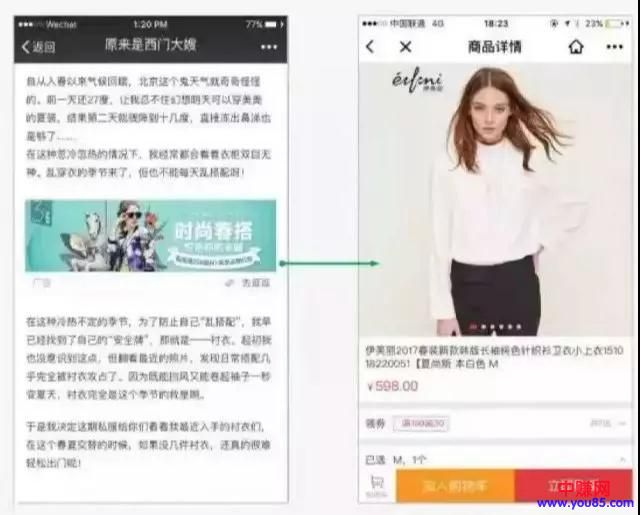 Wechat
1:20 PM
77%
返回
原来是西门大嫂
自从入春以来气候回暖，北京这个鬼天气就奇奇怪怪
的。前一天还27度，让我忍不住幻想明天可以穿美美
的夏装，结果第二天就骤降到十几度，直接冻出鼻涕也
是够了……
在这种忽冷忽热的情况下，我经常都会看着衣柜双目无
神。乱穿衣的季节来了，但也不能每天乱搭配啊！
时尚春搭
广告
去逛逛
在这种冷热不定的季节，为了防止自己“乱搭配”，我早
已经找到了自己的“安全牌”，那就是——衬衣。起初我
也没意识到这点，但翻看最近的照片，发现日常搭配几
乎完全被衬衣攻占了。因为既能挡风又能卷起袖子一秒
变夏天，衬衣完全是这个季节的救星啊。
于是我决定这期私服给你们看看我最近入手的衬衣们，
在这个春夏交替的时候，如果没几件衬衣，还真的很难
轻松出门呢！
中国联通 4G
18:23
23%
商品详情
érfmi
伊芙丽
伊芙丽2017春装新款韩版长袖纯色针织衫卫衣小上衣1510
18220051【夏尚斯 本白色 M
￥598.00
领券
满100减30
已选 M，1个
购物车
加入购物车
中赚网
www.you85.com